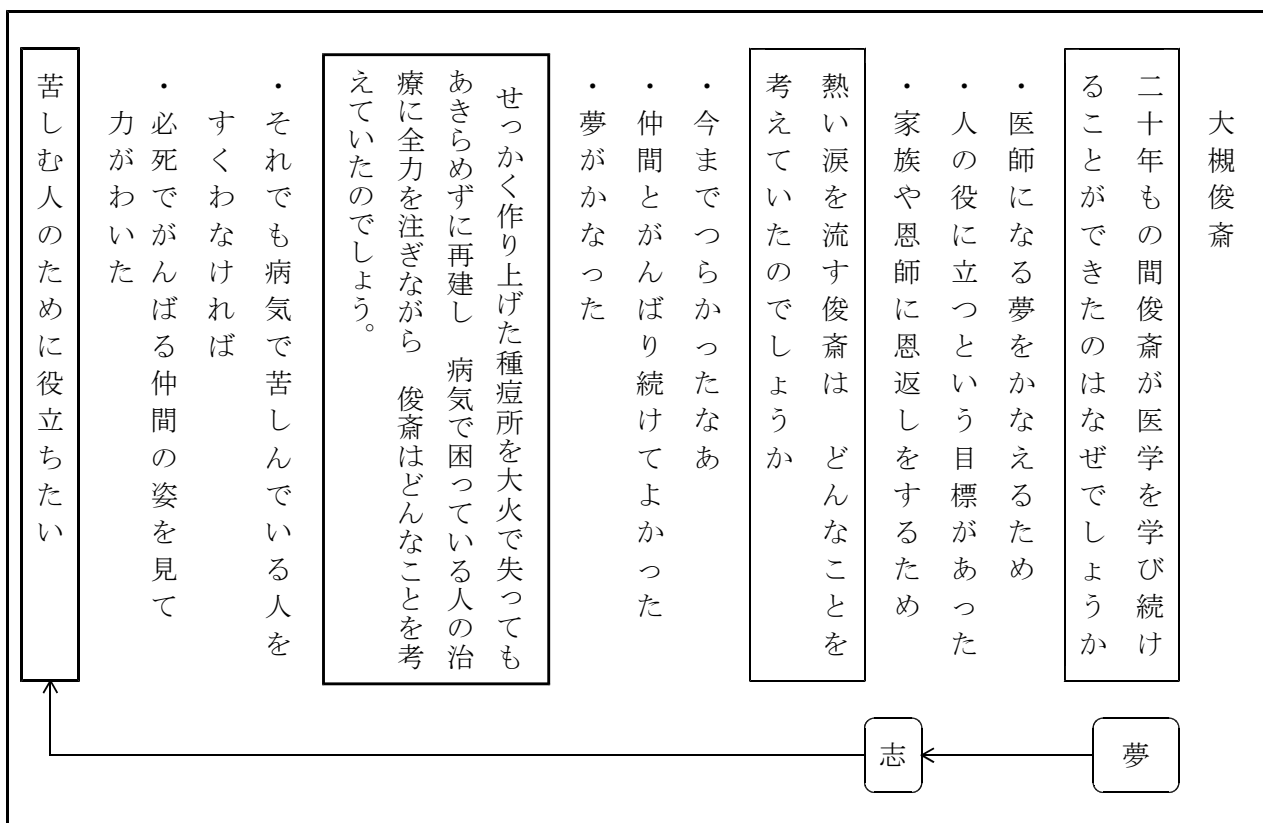 大槻俊斎
二十年もの間俊斎が医学を学び続け
ることができたのはなぜでしょうか
・医師になる夢をかなえるため
・人の役に立つという目標があった
・家族や恩師に恩返しをするため
熱い涙を流す俊斎は　どんなことを
考えていたのでしょうか
・今までつらかったなあ
・仲間とがんばり続けてよかった
・夢がかなった
せっかく作り上げた種痘所を大火で失っても
あきらめずに再建し　病気で困っている人の治
療に全力を注ぎながら　俊斎はどんなことを考
えていたのでしょう。
・それでも病気で苦しんでいる人を
すくわなければ
・必死でがんばる仲間の姿を見て
力がわいた
苦しむ人のために役立ちたい
夢
志